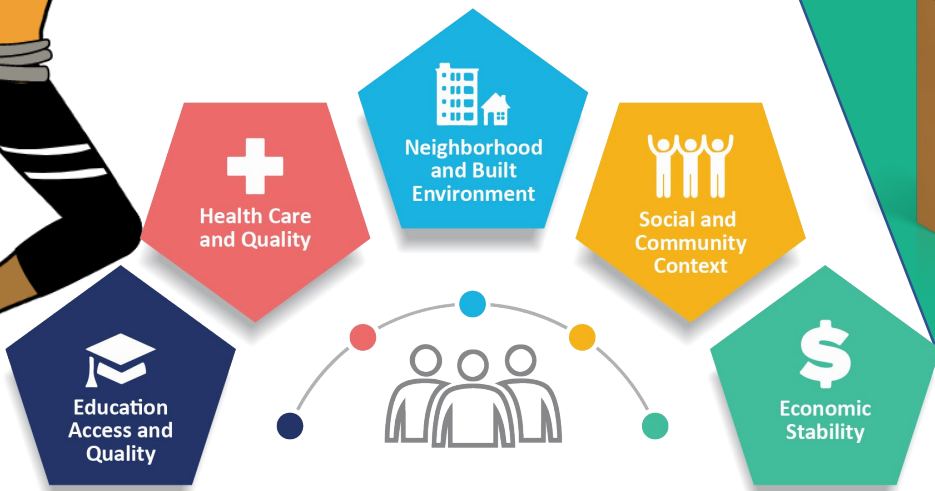 Neighborhood
and Built
Environment
Health Care
and Quality
Social and
Community
Context
Education
Access and
Quality
Economic
Stability